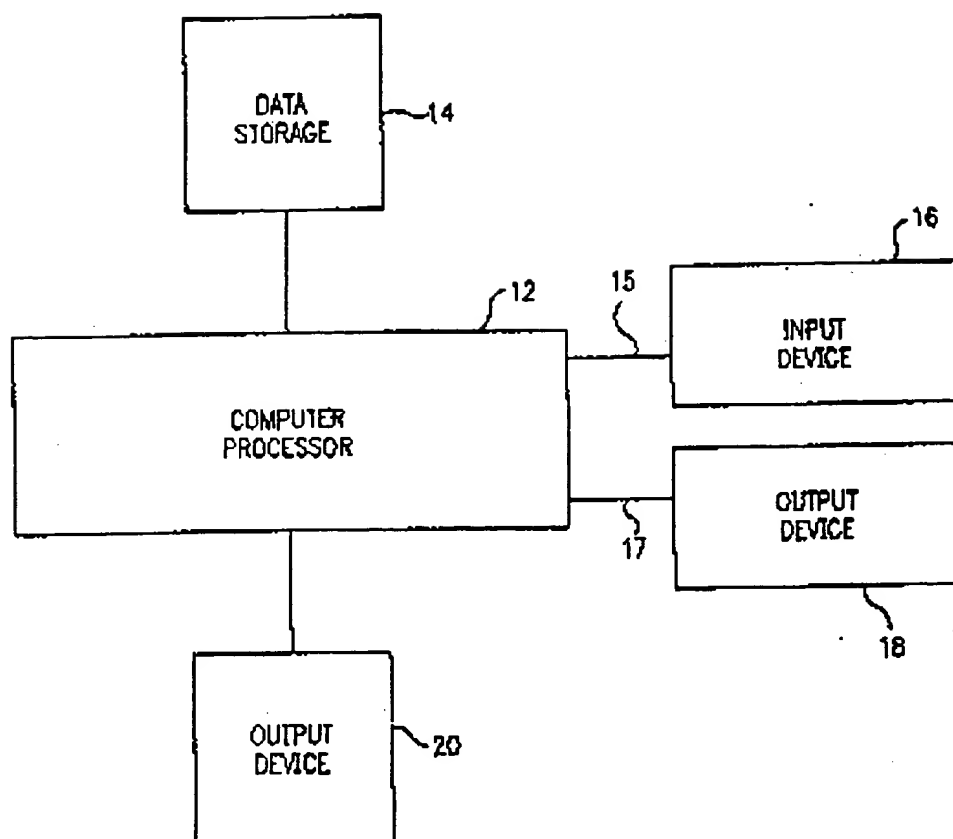 DATA
STORAGE
14
16
12
15
INPUT
DEVICE
COMPUTER
PROCESSOR
OUTPUT
DEVICE
17
18
OUTPUT
DEVICE
20